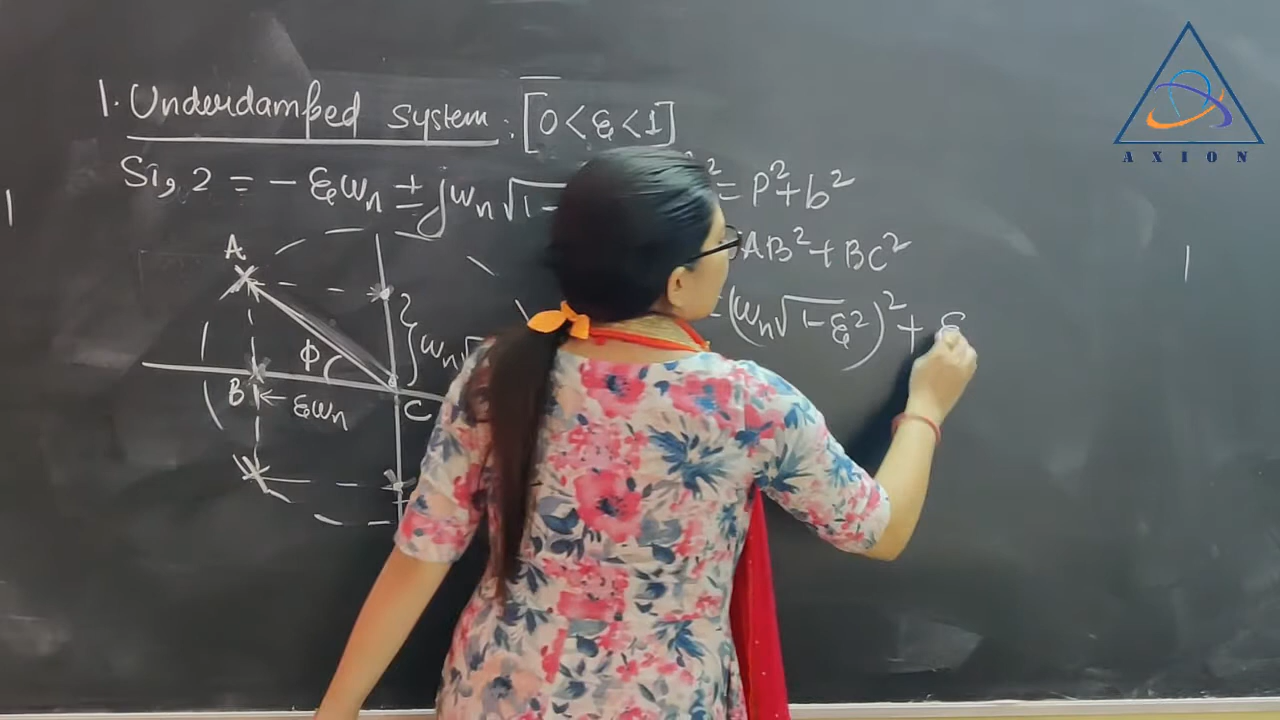 AXION
1. Underdamped system: [0<ξ<1]
S1,2 = -ξωn ± jωn√1-
= P²+b²
AB²+BC²
= (ωn√1-ξ²)²+ ξ
A
ωn√
Φ
B
ξωn
C